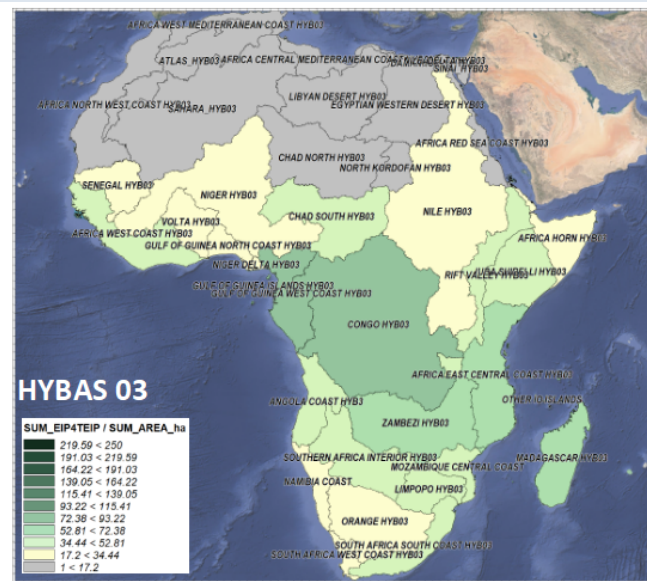 AFRICA WEST MEDITERRANEAN COAST HYB03
ATLAS_HYB03
AFRICA CENTRAL MEDITERRANEAN COAST
DELTA HYB03
SINAI_HYB03
AFRICA NORTH WEST COAST HYB03
SAHARA_HYB03
LIBYAN DESERT HYB03
EGYPTIAN WESTERN DESERT HYB03
AFRICA RED SEA COAST HYB03
CHAD NORTH HYB03
NORTH KORDOFAN HYB03
SENEGAL HYB03
NIGER HYB03
CHAD SOUTH HYB03
NILE HYB03
VOLTA HYB03
AFRICA WEST COAST HYB03
GULF OF GUINEA NORTH COAST HYB03
AFRICA HORN HYB03
NIGER DELTA HYB03
RIFT VALLEY HYB03
GULF OF GUINEA ISLANDS HYB03
GULF OF GUINEA WEST COAST HYB03
CONGO HYB03
AFRICA EAST CENTRAL COAST HYB03
ANGOLA COAST HYB3
OTHER IO ISLANDS
ZAMBEZI HYB03
SOUTHERN AFRICA INTERIOR HYB03
MADAGASCAR HYB03
MOZAMBIQUE CENTRAL COAST
NAMIBIA COAST
LIMPOPO HYB03
ORANGE HYB03
SOUTH AFRICA SOUTH COAST HYB03
SOUTH AFRICA WEST COAST HYB03
HYBAS 03
SUM_EIP4TEIP / SUM_AREA_ha
219.59 < 250
191.03 < 219.59
164.22 < 191.03
139.05 < 164.22
115.41 < 139.05
93.22 < 115.41
72.38 < 93.22
52.81 < 72.38
34.44 < 52.81
17.2 < 34.44
1 < 17.2